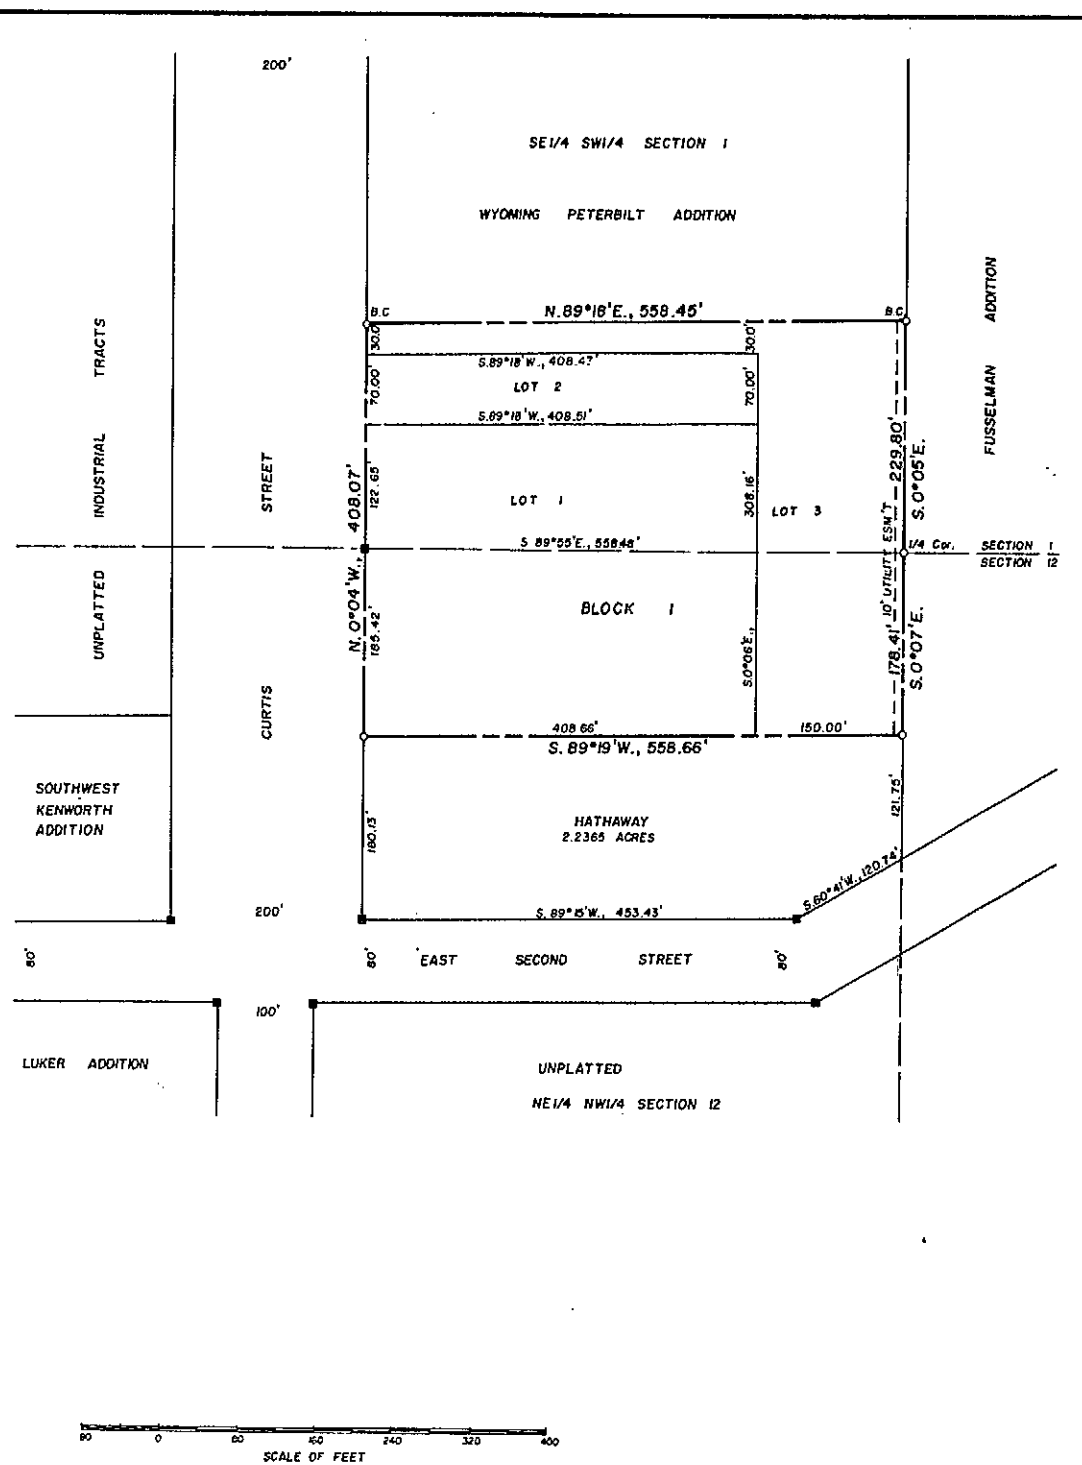 200'
SE1/4 SW1/4 SECTION 1
WYOMING PETERBILT ADDITION
B.C
N.89°18'E., 558.45'
B.C
30.0'
30.0'
S.89°18'W., 408.47'
LOT 2
70.00'
70.00'
S.89°18'W., 408.51'
LOT 1
122.65'
308.16'
LOT 3
N.0°04'W., 408.07'
S 89°55'E., 558.48'
BLOCK 1
185.42'
S.0°06'E.,
10' UTILITY ESM'T
229.80'
S.0°05'E.
178.41'
S.0°07'E.
1/4 Cor.
SECTION 1
SECTION 12
FUSSELMAN ADDITION
UNPLATTED INDUSTRIAL TRACTS
CURTIS STREET
408.66'
150.00'
S. 89°19'W., 558.66'
SOUTHWEST
KENWORTH
ADDITION
HATHAWAY
2.2365 ACRES
180.13'
121.75'
S.60°41'W., 120.74'
200'
S. 89°15'W., 453.43'
80'
80'
EAST SECOND STREET
80'
100'
LUKER ADDITION
UNPLATTED
NE1/4 NW1/4 SECTION 12
80 0 80 160 240 320 400
SCALE OF FEET